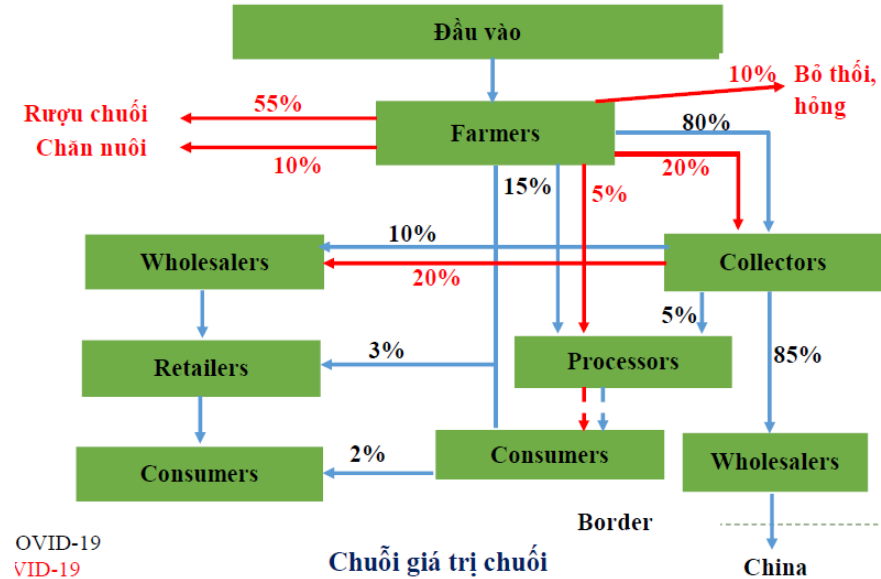 Đầu vào
10%
Bỏ thối,
hỏng
Rượu chuối
55%
Chăn nuôi
10%
Farmers
80%
20%
15%
5%
Wholesalers
10%
20%
Collectors
5%
85%
Retailers
3%
Processors
Consumers
2%
Consumers
Wholesalers
Border
OVID-19
VID-19
Chuỗi giá trị chuối
China